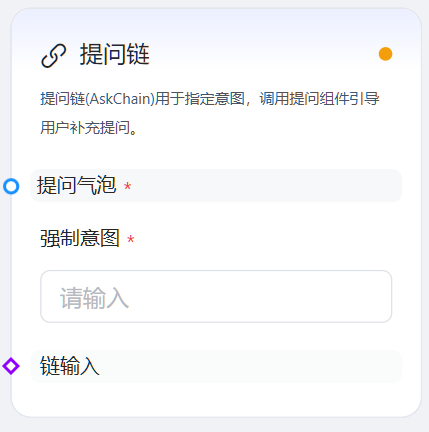 提问链
提问链(AskChain)用于指定意图，调用提问组件引导
用户补充提问。
提问气泡 *
强制意图 *
请输入
链输入